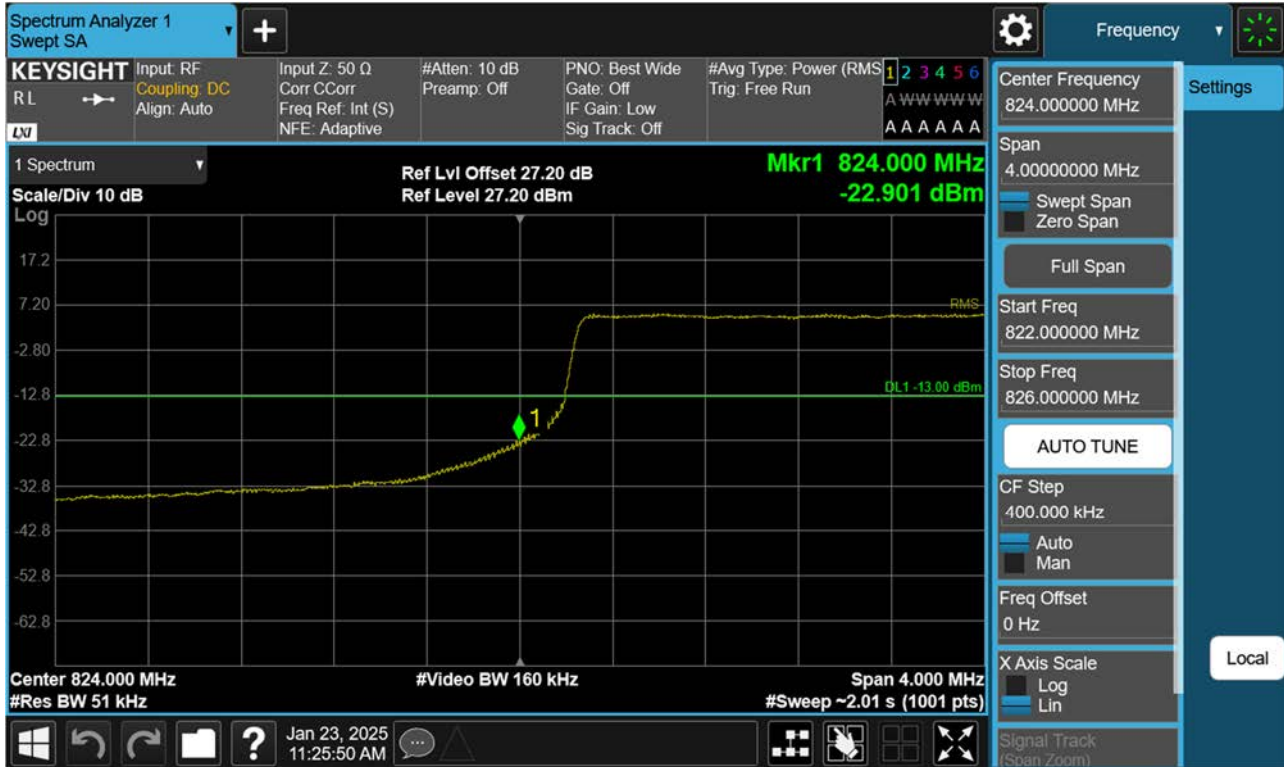 Spectrum Analyzer 1
Swept SA
+
Frequency
KEYSIGHT
RL
LXI
Input: RF
Coupling: DC
Align: Auto
Input Z: 50 Ω
Corr CCorr
Freq Ref: Int (S)
NFE: Adaptive
#Atten: 10 dB
Preamp: Off
PNO: Best Wide
Gate: Off
IF Gain: Low
Sig Track: Off
#Avg Type: Power (RMS
Trig: Free Run
1 2 3 4 5 6
A W W W W W
A A A A A A
1 Spectrum
Scale/Div 10 dB
Log
Ref Lvl Offset 27.20 dB
Ref Level 27.20 dBm
Mkr1 824.000 MHz
-22.901 dBm
17.2
7.20
-2.80
-12.8
-22.8
-32.8
-42.8
-52.8
-62.8
RMS
DL1 -13.00 dBm
1
Center 824.000 MHz
#Res BW 51 kHz
#Video BW 160 kHz
Span 4.000 MHz
#Sweep ~2.01 s (1001 pts)
Center Frequency
824.000000 MHz
Span
4.00000000 MHz
Swept Span
Zero Span
Full Span
Start Freq
822.000000 MHz
Stop Freq
826.000000 MHz
AUTO TUNE
CF Step
400.000 kHz
Auto
Man
Freq Offset
0 Hz
X Axis Scale
Log
Lin
Signal Track
(Span Zoom)
Settings
Local
?
Jan 23, 2025
11:25:50 AM